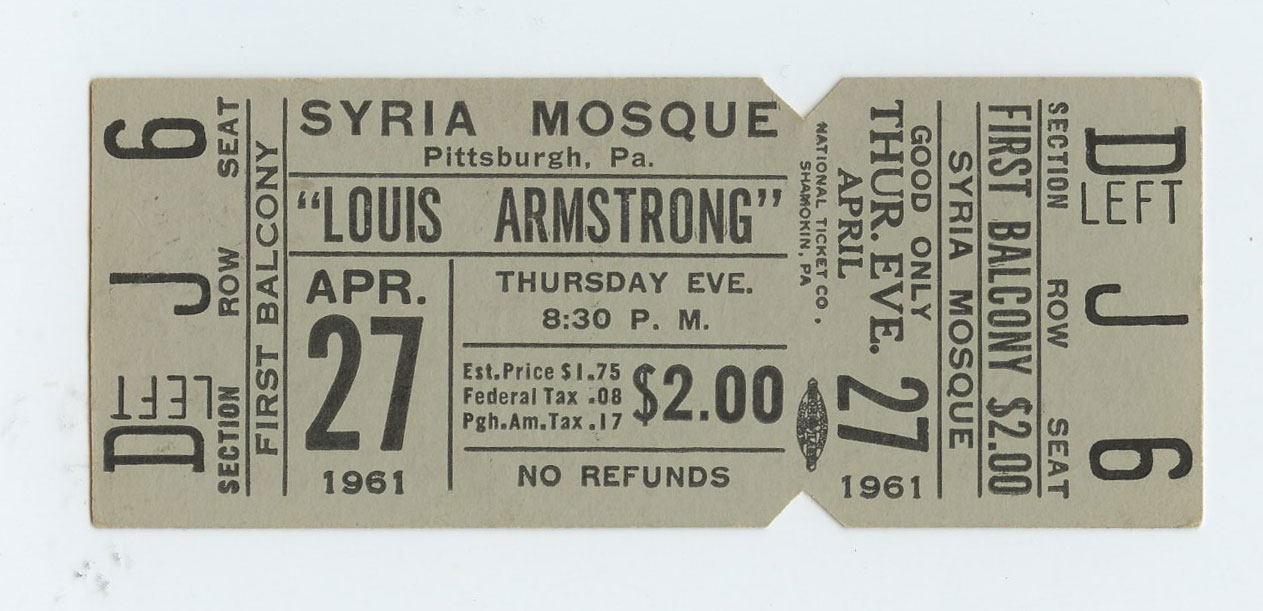 SEAT 6
ROW J
SECTION D LEFT
FIRST BALCONY
SYRIA MOSQUE
Pittsburgh, Pa.
"LOUIS ARMSTRONG"
APR.
27
1961
THURSDAY EVE.
8:30 P. M.
Est.Price $1.75
Federal Tax .08
Pgh.Am.Tax .17
$2.00
NO REFUNDS
NATIONAL TICKET CO.,
SHAMOKIN, PA
GOOD ONLY
THUR. EVE.
APRIL
27
1961
SYRIA MOSQUE
FIRST BALCONY $2.00
SECTION D LEFT
ROW J
SEAT 6